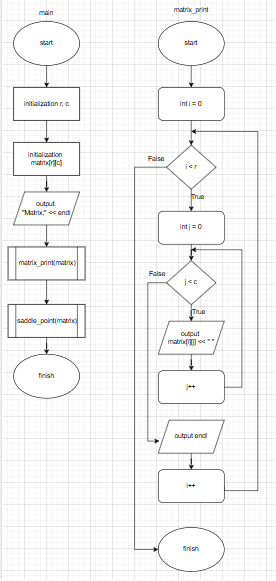 main
start
initialization r, c
initialization
matrix[r][c]
output
"Matrix:" << endl
matrix_print(matrix)
saddle_point(matrix)
finish
matrix_print
start
int i = 0
i < r
False
True
int j = 0
j < c
False
True
output
matrix[i][j] << " "
j++
output endl
i++
finish